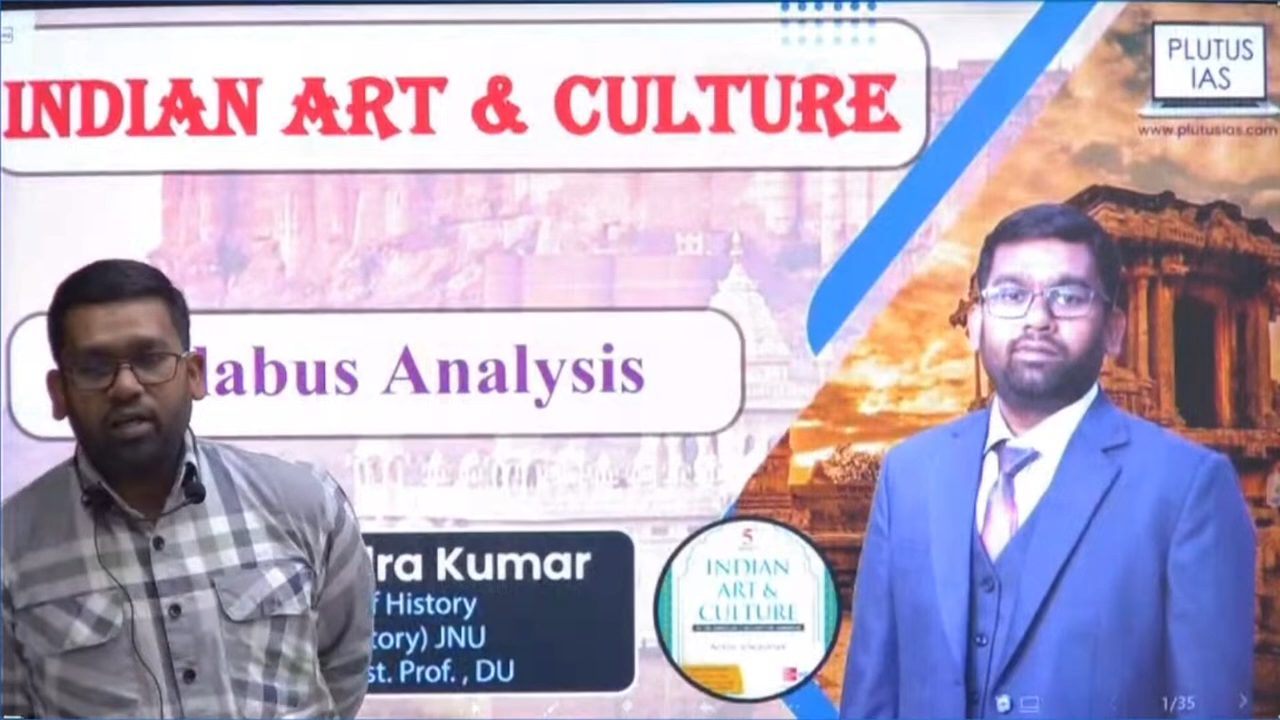 INDIAN ART & CULTURE
PLUTUS
IAS
www.plutusias.com
labus Analysis
dra Kumar
f History
tory) JNU
st. Prof., DU
5
INDIAN
ART &
CULTURE
1/35